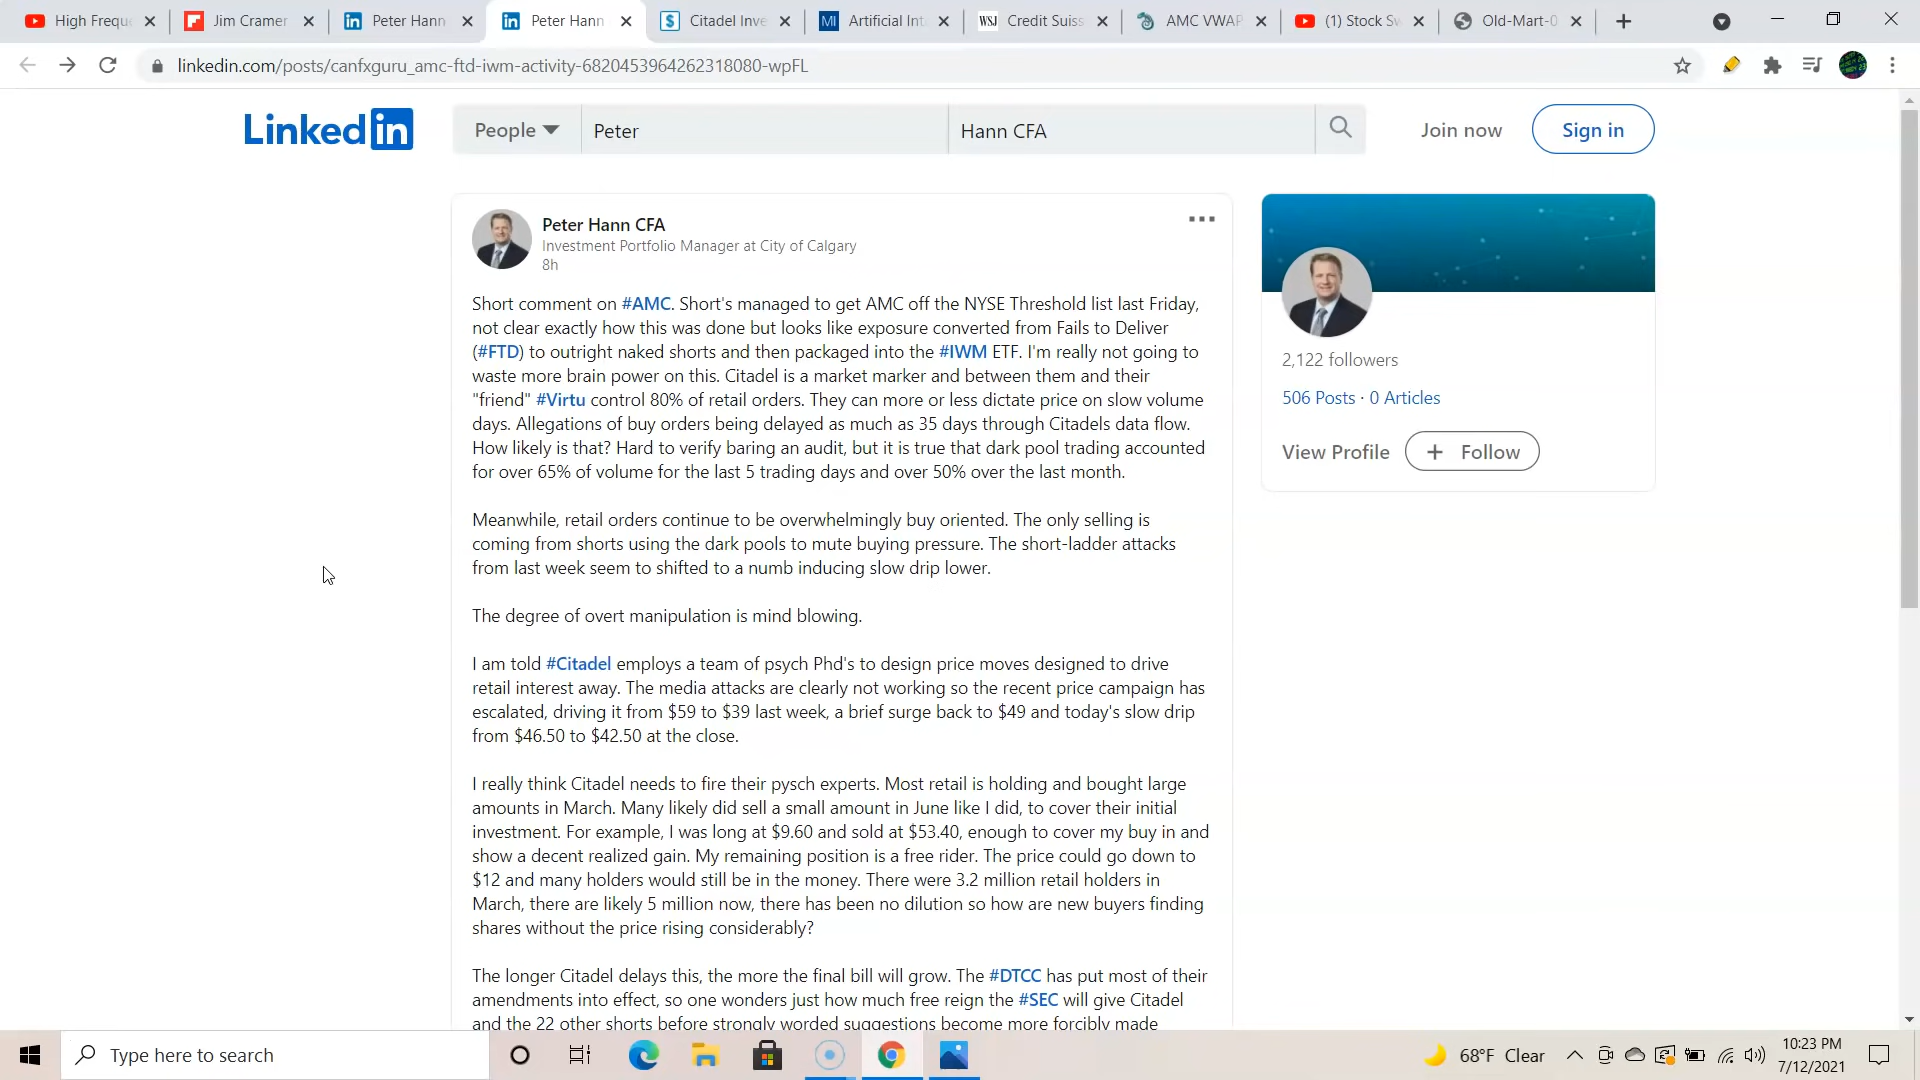 High Frequ
Jim Cramer
Peter Hann
Peter Hann
Citadel Inve
Artificial Int
WSJ
Credit Suiss
AMC VWAP
(1) Stock Sw
Old-Mart-0
linkedin.com/posts/canfxguru_amc-ftd-iwm-activity-6820453964262318080-wpFL
Linked in
People
Peter
Hann CFA
Join now
Sign in
Peter Hann CFA
Investment Portfolio Manager at City of Calgary
8h
Short comment on #AMC. Short's managed to get AMC off the NYSE Threshold list last Friday,
not clear exactly how this was done but looks like exposure converted from Fails to Deliver
(#FTD) to outright naked shorts and then packaged into the #IWM ETF. I'm really not going to
waste more brain power on this. Citadel is a market marker and between them and their
"friend" #Virtu control 80% of retail orders. They can more or less dictate price on slow volume
days. Allegations of buy orders being delayed as much as 35 days through Citadels data flow.
How likely is that? Hard to verify baring an audit, but it is true that dark pool trading accounted
for over 65% of volume for the last 5 trading days and over 50% over the last month.
Meanwhile, retail orders continue to be overwhelmingly buy oriented. The only selling is
coming from shorts using the dark pools to mute buying pressure. The short-ladder attacks
from last week seem to shifted to a numb inducing slow drip lower.
The degree of overt manipulation is mind blowing.
I am told #Citadel employs a team of psych Phd's to design price moves designed to drive
retail interest away. The media attacks are clearly not working so the recent price campaign has
escalated, driving it from $59 to $39 last week, a brief surge back to $49 and today's slow drip
from $46.50 to $42.50 at the close.
I really think Citadel needs to fire their pysch experts. Most retail is holding and bought large
amounts in March. Many likely did sell a small amount in June like I did, to cover their initial
investment. For example, I was long at $9.60 and sold at $53.40, enough to cover my buy in and
show a decent realized gain. My remaining position is a free rider. The price could go down to
$12 and many holders would still be in the money. There were 3.2 million retail holders in
March, there are likely 5 million now, there has been no dilution so how are new buyers finding
shares without the price rising considerably?
The longer Citadel delays this, the more the final bill will grow. The #DTCC has put most of their
amendments into effect, so one wonders just how much free reign the #SEC will give Citadel
and the 22 other shorts before strongly worded suggestions become more forcibly made
2,122 followers
506 Posts · 0 Articles
View Profile
+ Follow
Type here to search
68°F Clear
10:23 PM
7/12/2021